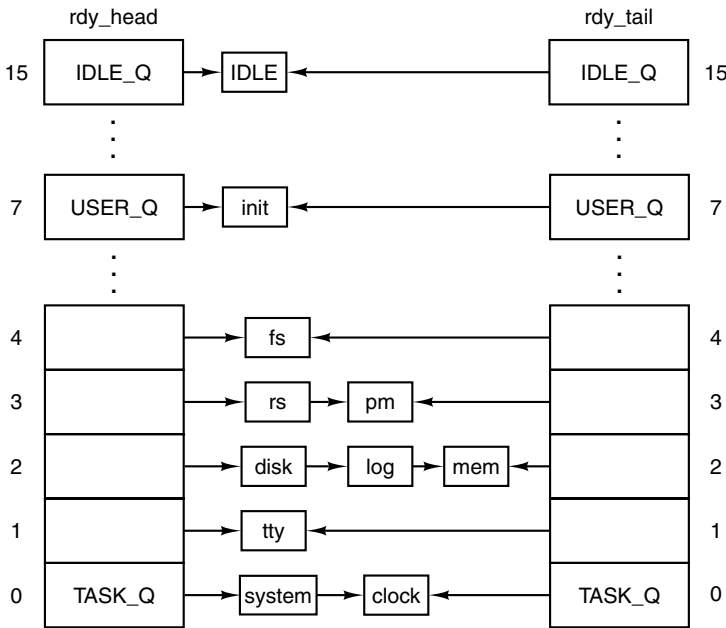 rdy_head rdy_tail
15 IDLE_Q IDLE IDLE_Q 15
7 USER_Q init USER_Q 7
4 fs 4
3 rs pm 3
2 disk log mem 2
1 tty 1
0 TASK_Q system clock TASK_Q 0